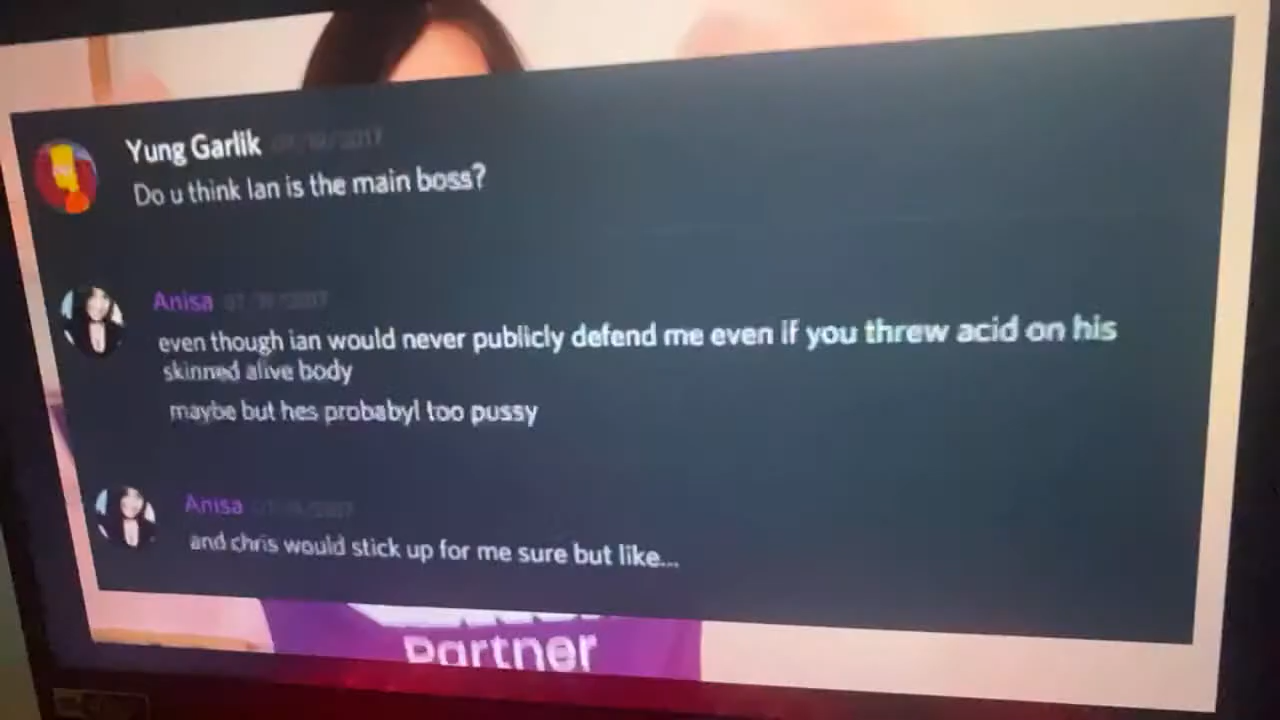 Yung Garlik
Do u think Ian is the main boss?
Anisa
even though ian would never publicly defend me even if you threw acid on his
skinned alive body
maybe but hes probabyl too pussy
Anisa
and chris would stick up for me sure but like...
Partner